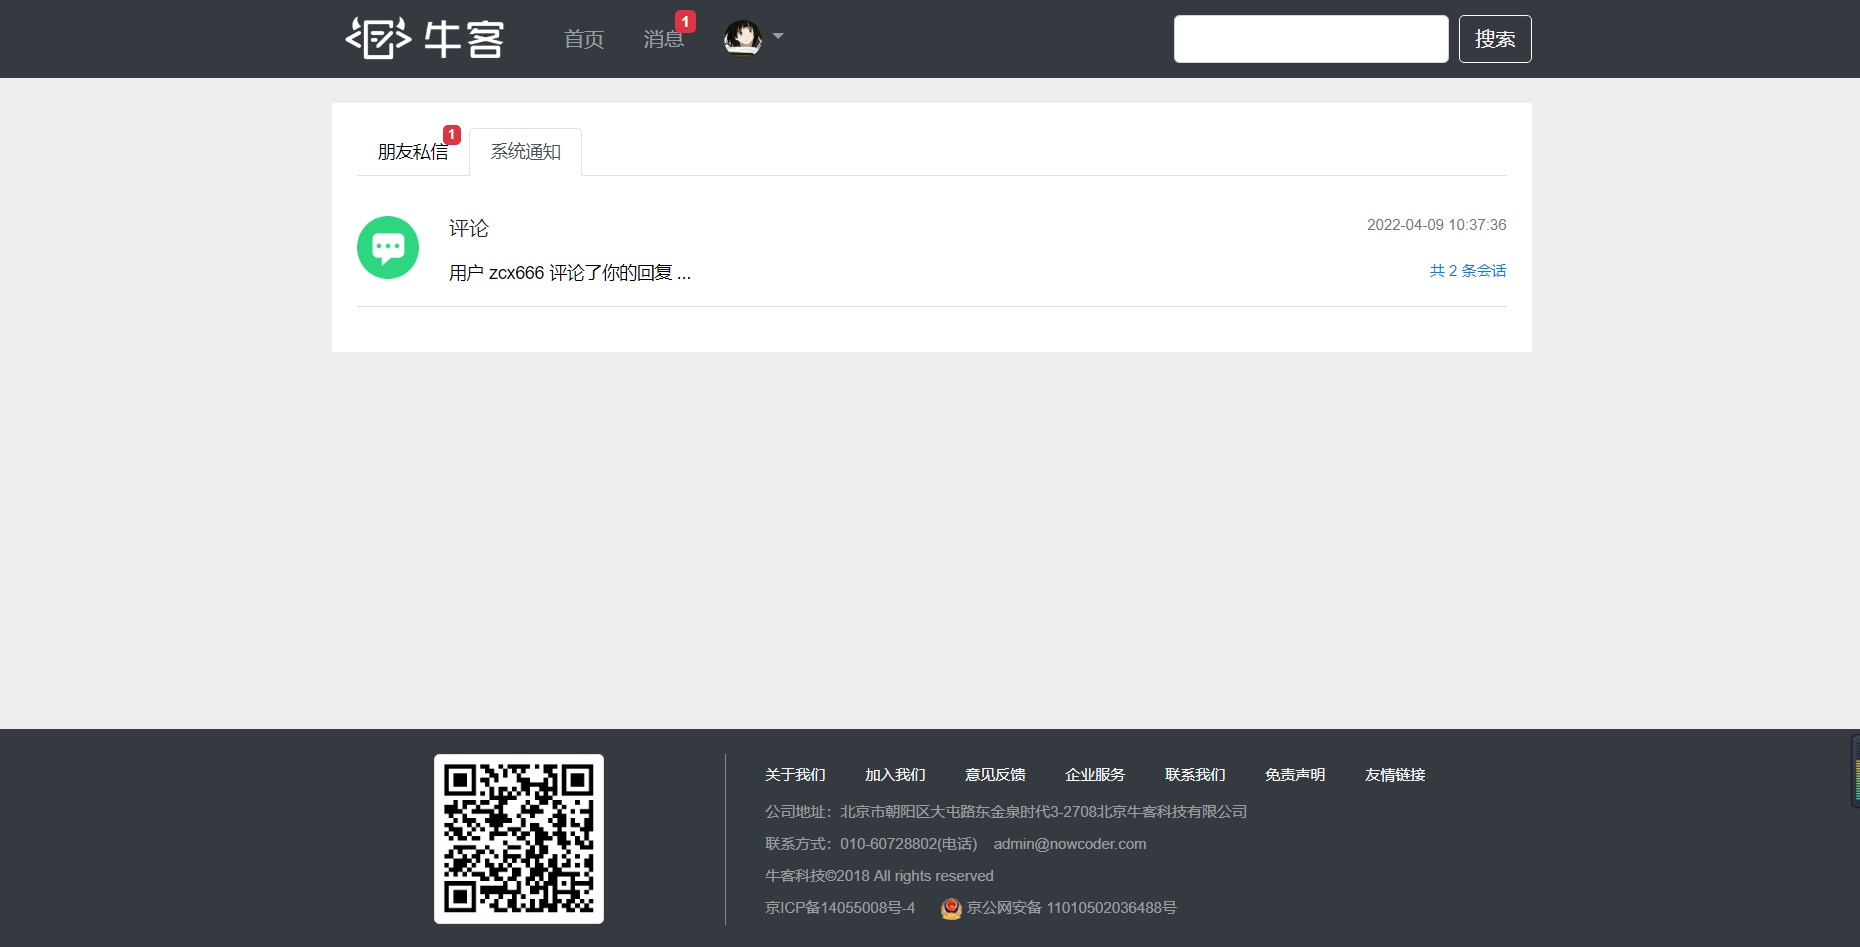 牛客 首页 消息 1 搜索
朋友私信 1 系统通知
评论 2022-04-09 10:37:36
用户 zcx666 评论了你的回复 ... 共 2 条会话
关于我们 加入我们 意见反馈 企业服务 联系我们 免责声明 友情链接
公司地址：北京市朝阳区大屯路东金泉时代3-2708北京牛客科技有限公司
联系方式：010-60728802(电话) admin@nowcoder.com
牛客科技©2018 All rights reserved
京ICP备14055008号-4 京公网安备 11010502036488号